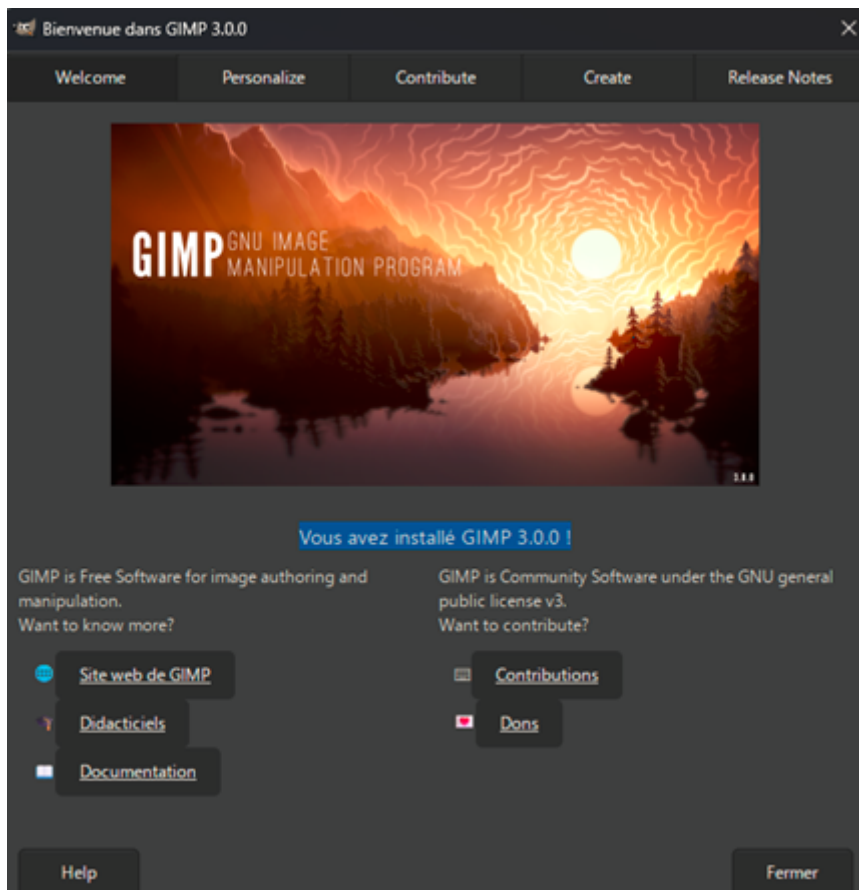 Bienvenue dans GIMP 3.0.0
Welcome Personalize Contribute Create Release Notes
GIMP GNU IMAGE
MANIPULATION PROGRAM
3.0.0
Vous avez installé GIMP 3.0.0 !
GIMP is Free Software for image authoring and
manipulation.
Want to know more?
Site web de GIMP
Didacticiels
Documentation
GIMP is Community Software under the GNU general
public license v3.
Want to contribute?
Contributions
Dons
Help
Fermer